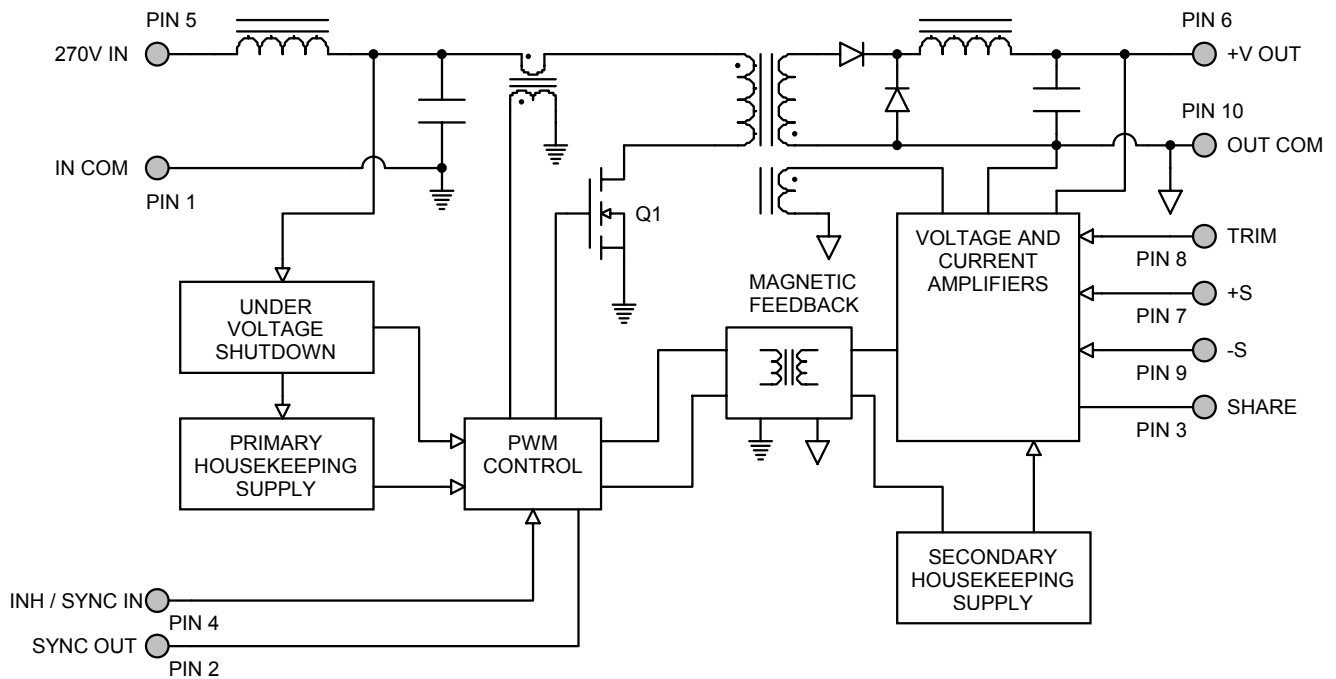 PIN 5
270V IN
IN COM
PIN 1
PIN 6
+V OUT
PIN 10
OUT COM
Q1
UNDER
VOLTAGE
SHUTDOWN
PRIMARY
HOUSEKEEPING
SUPPLY
PWM
CONTROL
MAGNETIC
FEEDBACK
VOLTAGE AND
CURRENT
AMPLIFIERS
TRIM
PIN 8
+S
PIN 7
-S
PIN 9
SHARE
PIN 3
SECONDARY
HOUSEKEEPING
SUPPLY
INH / SYNC IN
PIN 4
SYNC OUT
PIN 2